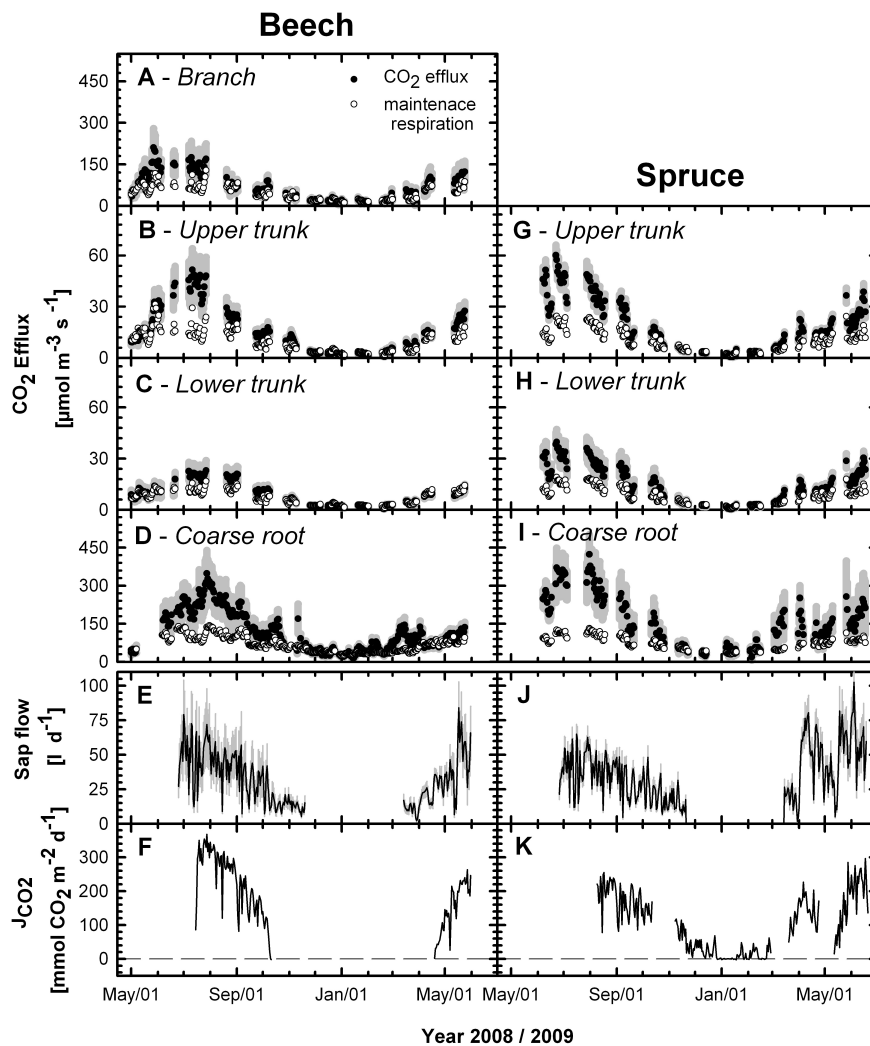 Beech
A - Branch
CO2 efflux
maintenace
respiration
450
300
150
0
Spruce
B - Upper trunk
60
30
0
G - Upper trunk
C - Lower trunk
60
30
0
H - Lower trunk
CO2 Efflux
[µmol m-3 s-1]
D - Coarse root
450
300
150
0
I - Coarse root
E
100
75
50
25
0
Sap flow
[l d-1]
J
F
300
200
100
0
JCO2
[mmol CO2 m-2 d-1]
K
May/01 Sep/01 Jan/01 May/01 May/01 Sep/01 Jan/01 May/01
Year 2008 / 2009